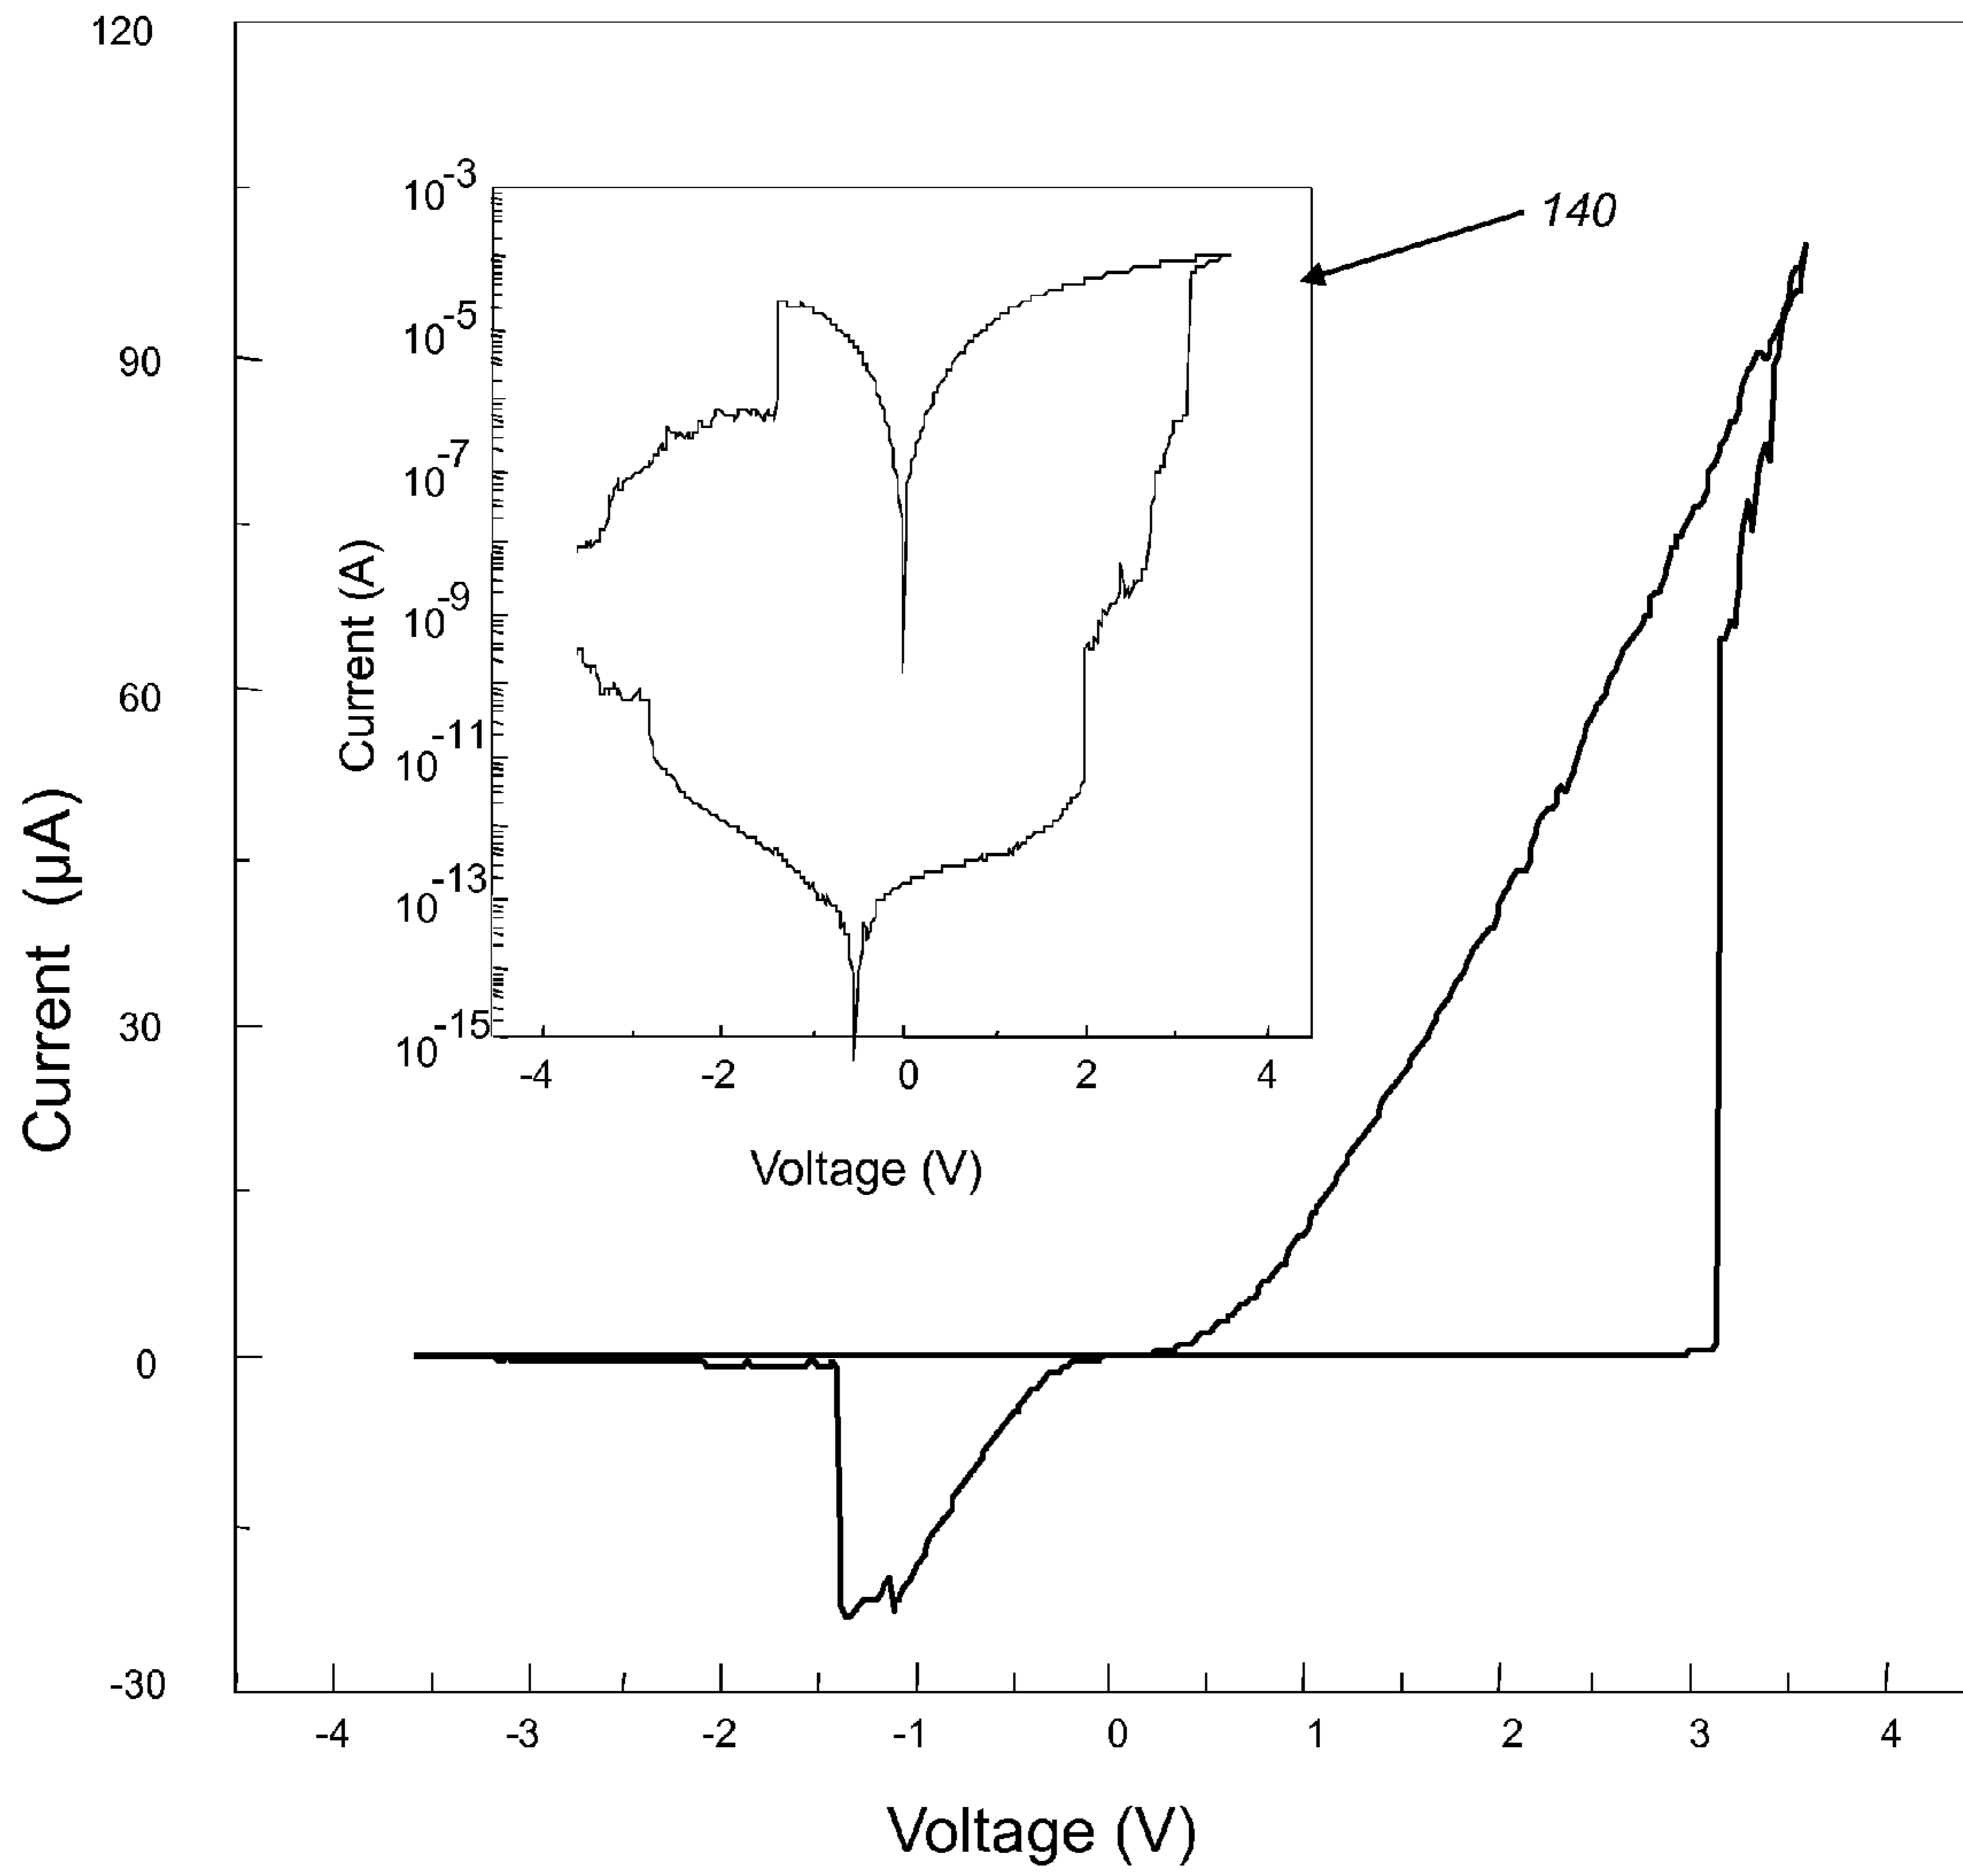 120
90
60
30
0
-30
Current (µA)
10-3
10-5
10-7
10-9
10-11
10-13
10-15
Current (A)
-4 -2 0 2 4
Voltage (V)
140
-4 -3 -2 -1 0 1 2 3 4
Voltage (V)